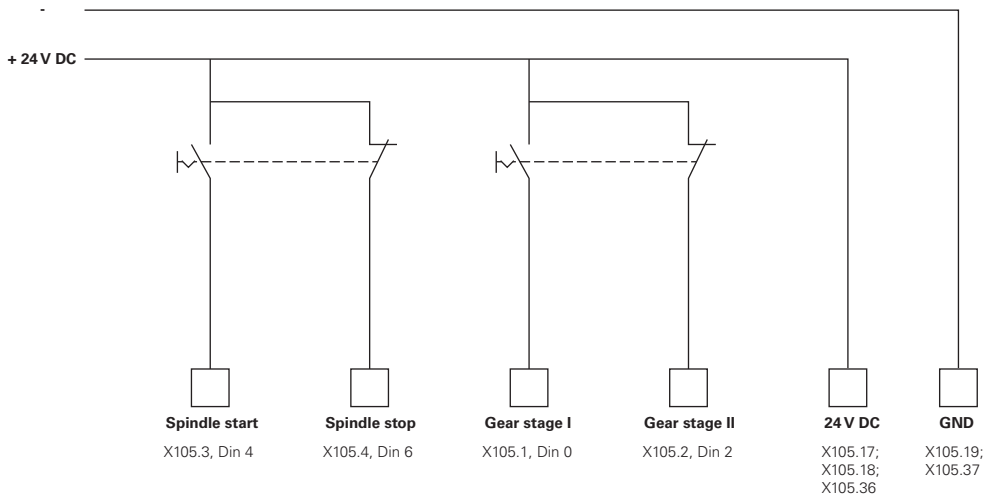 -
+ 24 V DC
Spindle start
X105.3, Din 4
Spindle stop
X105.4, Din 6
Gear stage I
X105.1, Din 0
Gear stage II
X105.2, Din 2
24 V DC
X105.17;
X105.18;
X105.36
GND
X105.19;
X105.37